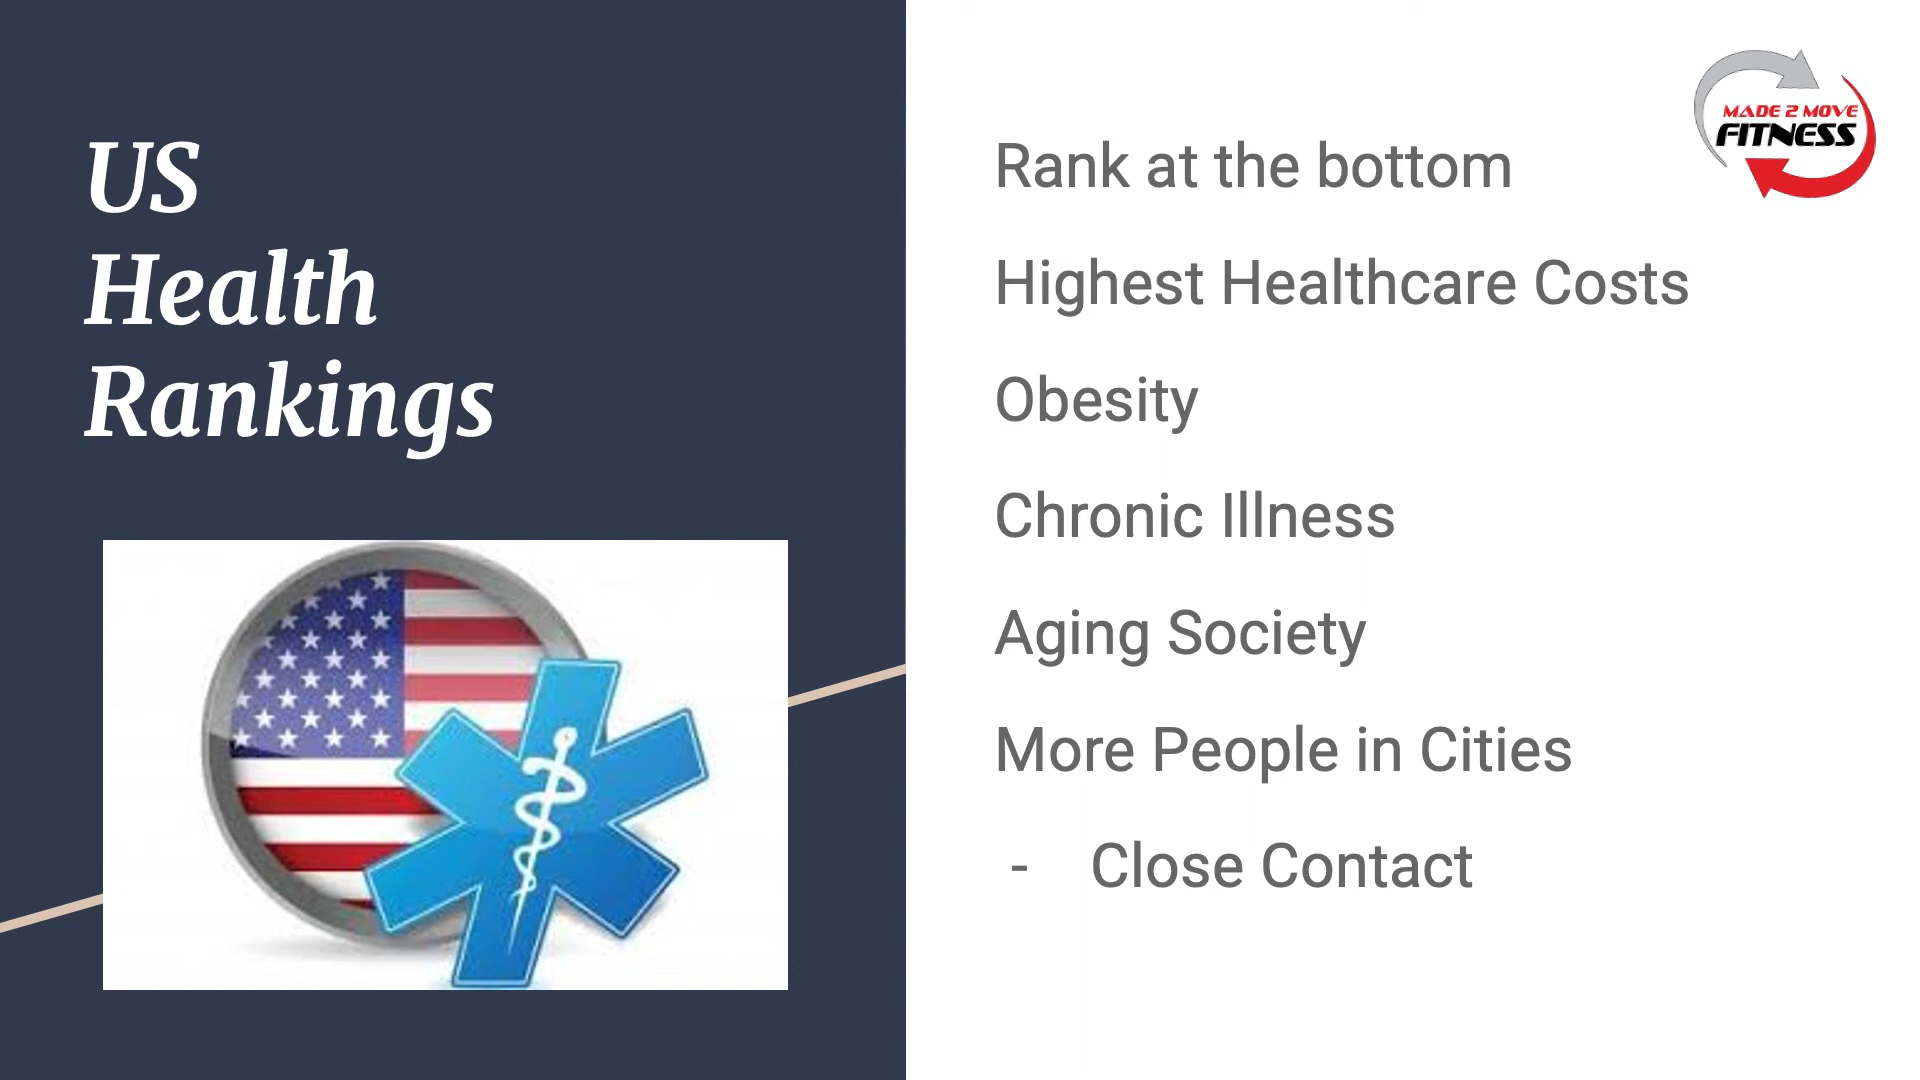 US
Health
Rankings
MADE 2 MOVE
FITNESS
Rank at the bottom
Highest Healthcare Costs
Obesity
Chronic Illness
Aging Society
More People in Cities
- Close Contact